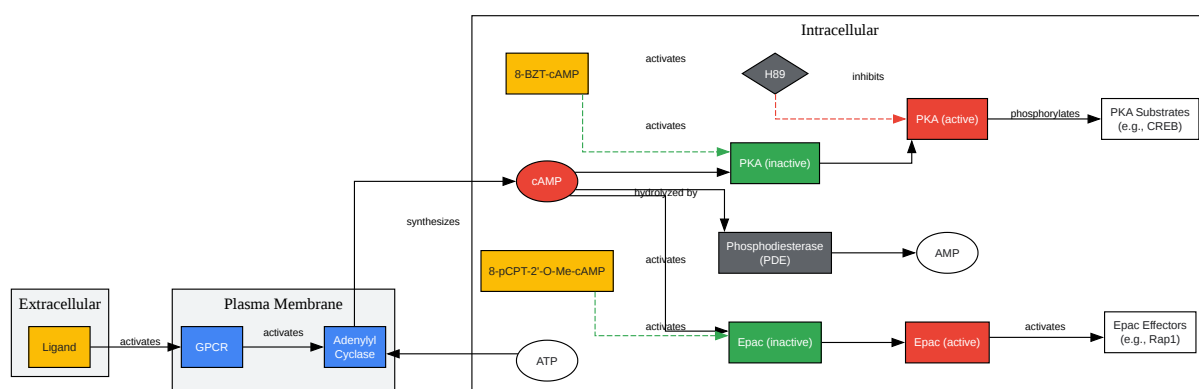 Intracellular
8-BZT-cAMP
activates
H89
inhibits
PKA (active)
phosphorylates
PKA Substrates
(e.g., CREB)
activates
PKA (inactive)
cAMP
hydrolyzed by
synthesizes
Phosphodiesterase
(PDE)
AMP
8-pCPT-2'-O-Me-cAMP
activates
Extracellular
Plasma Membrane
Ligand
activates
GPCR
activates
Adenylyl
Cyclase
ATP
activates
Epac (inactive)
Epac (active)
activates
Epac Effectors
(e.g., Rap1)